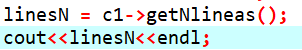 linesN = c1->getNlineas();
cout<<linesN<<endl;